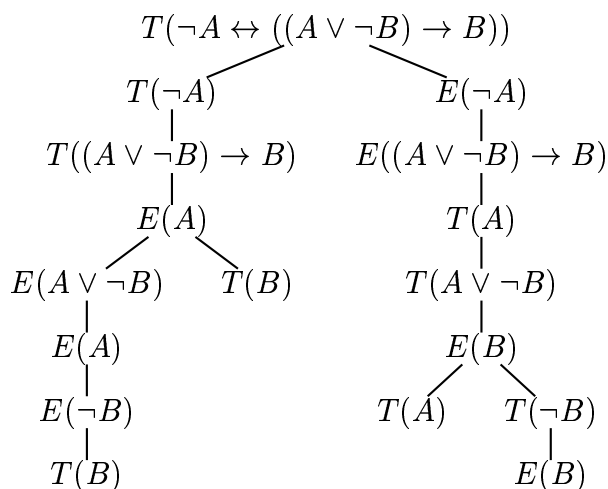 T(¬A ↔ ((A ∨ ¬B) → B))
T(¬A) E(¬A)
T((A ∨ ¬B) → B) E((A ∨ ¬B) → B)
E(A) T(A)
E(A ∨ ¬B) T(B) T(A ∨ ¬B)
E(A) E(B)
E(¬B) T(A) T(¬B)
T(B) E(B)